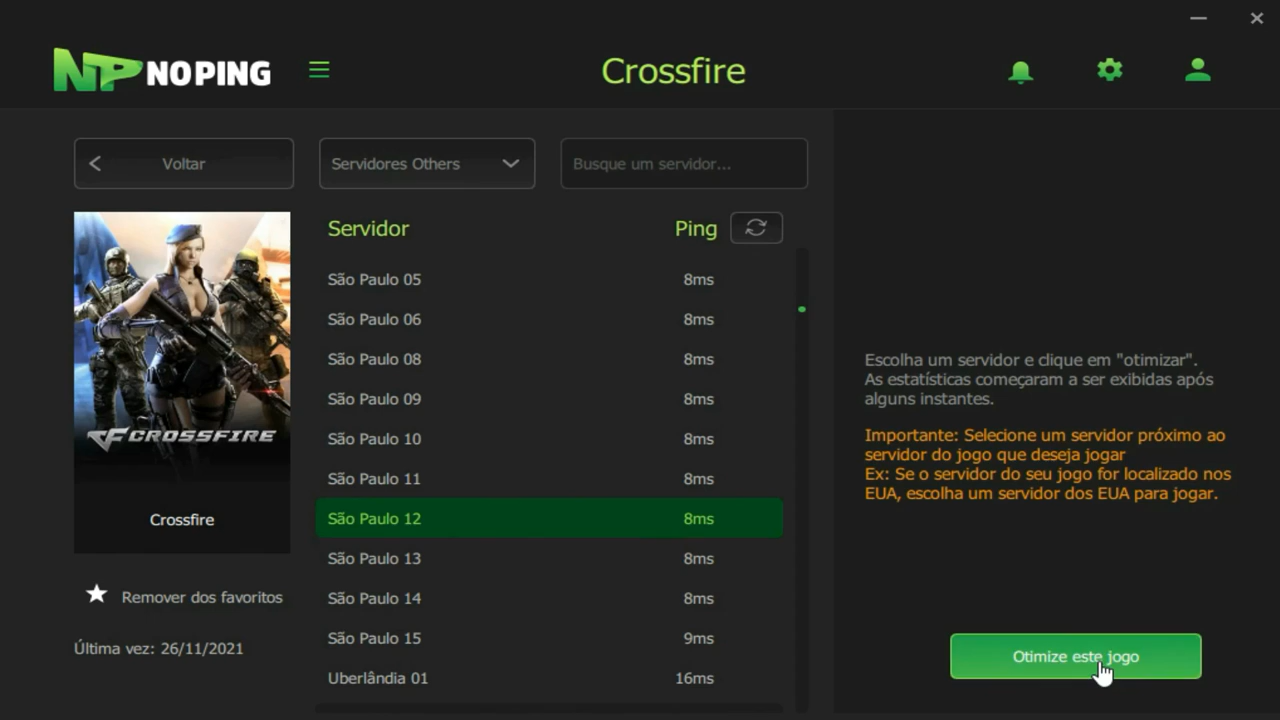 NP NOPING
Crossfire
Voltar
Servidores Others
Busque um servidor...
Servidor
Ping
São Paulo 05
8ms
São Paulo 06
8ms
São Paulo 08
8ms
São Paulo 09
8ms
São Paulo 10
8ms
São Paulo 11
8ms
São Paulo 12
8ms
São Paulo 13
8ms
São Paulo 14
8ms
São Paulo 15
9ms
Uberlândia 01
16ms
CF CROSSFIRE
Crossfire
Remover dos favoritos
Última vez: 26/11/2021
Escolha um servidor e clique em "otimizar".
As estatísticas começaram a ser exibidas após
alguns instantes.
Importante: Selecione um servidor próximo ao
servidor do jogo que deseja jogar
Ex: Se o servidor do seu jogo for localizado nos
EUA, escolha um servidor dos EUA para jogar.
Otimize este jogo